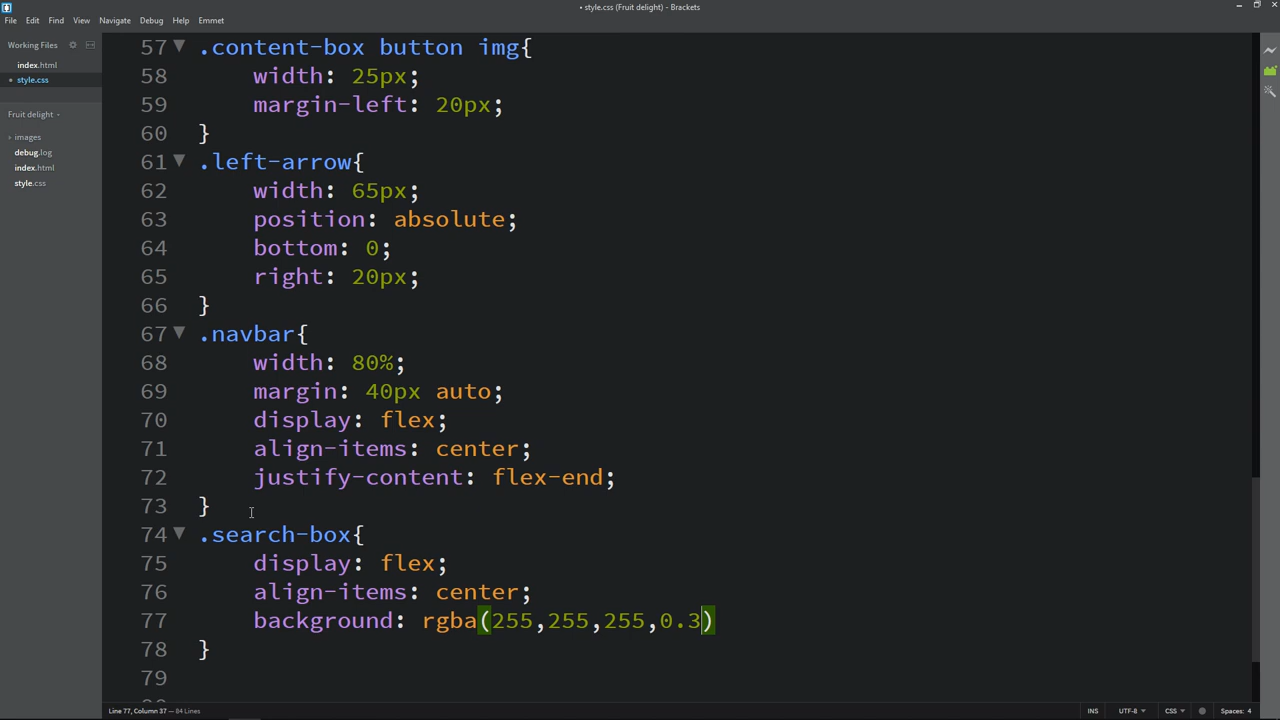 • style.css (Fruit delight) - Brackets
File Edit Find View Navigate Debug Help Emmet
Working Files
index.html
• style.css
Fruit delight
images
debug.log
index.html
style.css
57 .content-box button img{
58 width: 25px;
59 margin-left: 20px;
60 }
61 .left-arrow{
62 width: 65px;
63 position: absolute;
64 bottom: 0;
65 right: 20px;
66 }
67 .navbar{
68 width: 80%;
69 margin: 40px auto;
70 display: flex;
71 align-items: center;
72 justify-content: flex-end;
73 }
74 .search-box{
75 display: flex;
76 align-items: center;
77 background: rgba(255,255,255,0.3)
78 }
79
Line 77, Column 37 — 84 Lines
INS UTF-8 CSS Spaces: 4